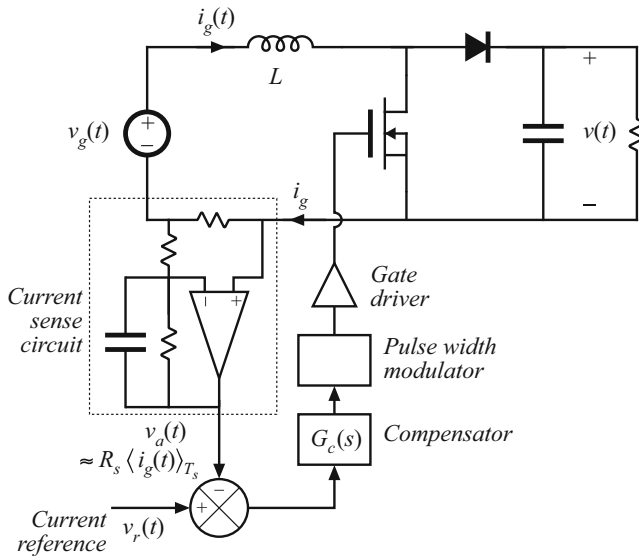 i_g(t)
L
v_g(t)
+
−
+
v(t)
−
i_g
− +
Current
sense
circuit
Gate
driver
Pulse width
modulator
G_c(s)
Compensator
v_a(t)
≈ R_s ⟨i_g(t)⟩_{T_s}
−
+
Current
reference
v_r(t)